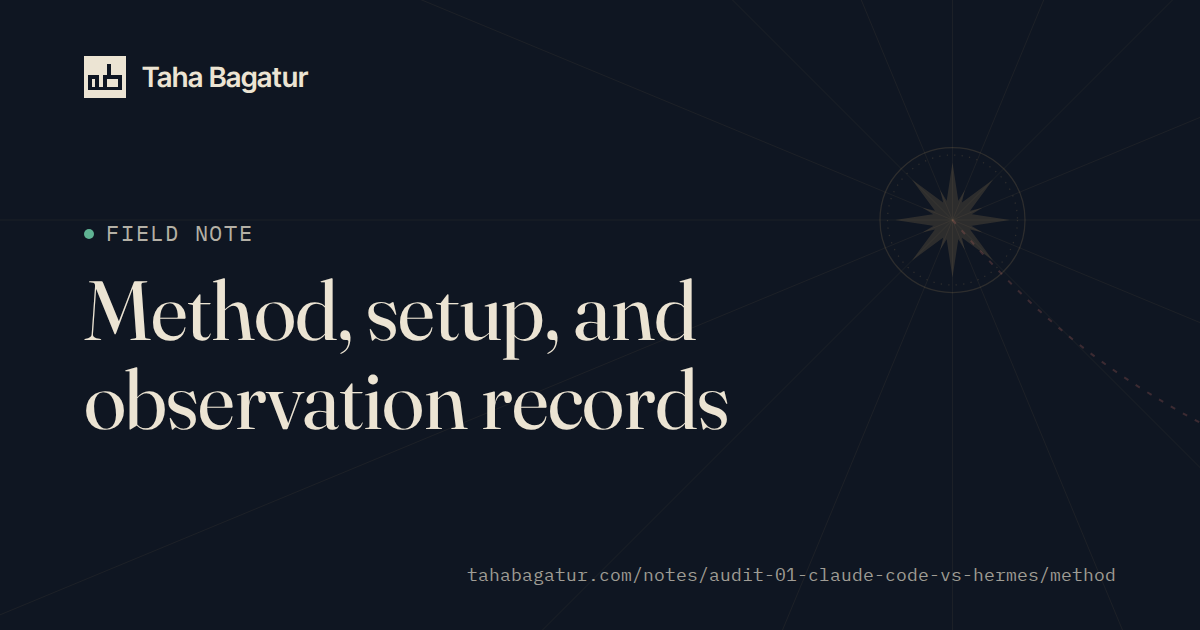 Taha Bagatur
FIELD NOTE
Method, setup, and
observation records
tahabagatur.com/notes/audit-01-claude-code-vs-hermes/method